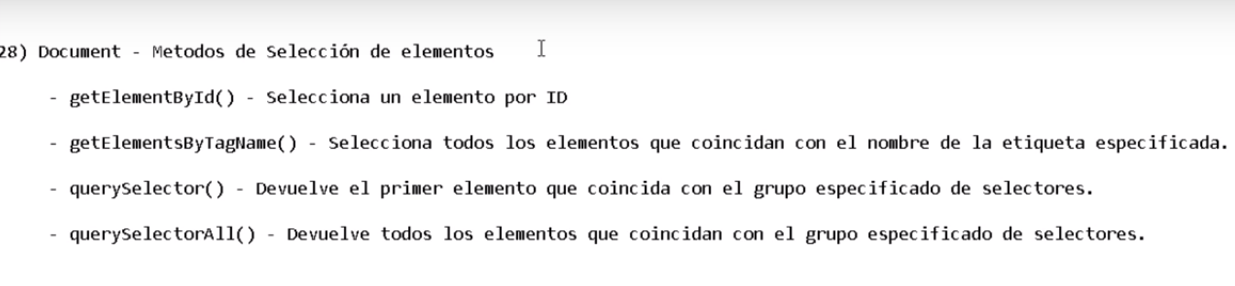 28) Document - Metodos de Selección de elementos
- getElementById() - Selecciona un elemento por ID
- getElementsByTagName() - Selecciona todos los elementos que coincidan con el nombre de la etiqueta especificada.
- querySelector() - Devuelve el primer elemento que coincida con el grupo especificado de selectores.
- querySelectorAll() - Devuelve todos los elementos que coincidan con el grupo especificado de selectores.